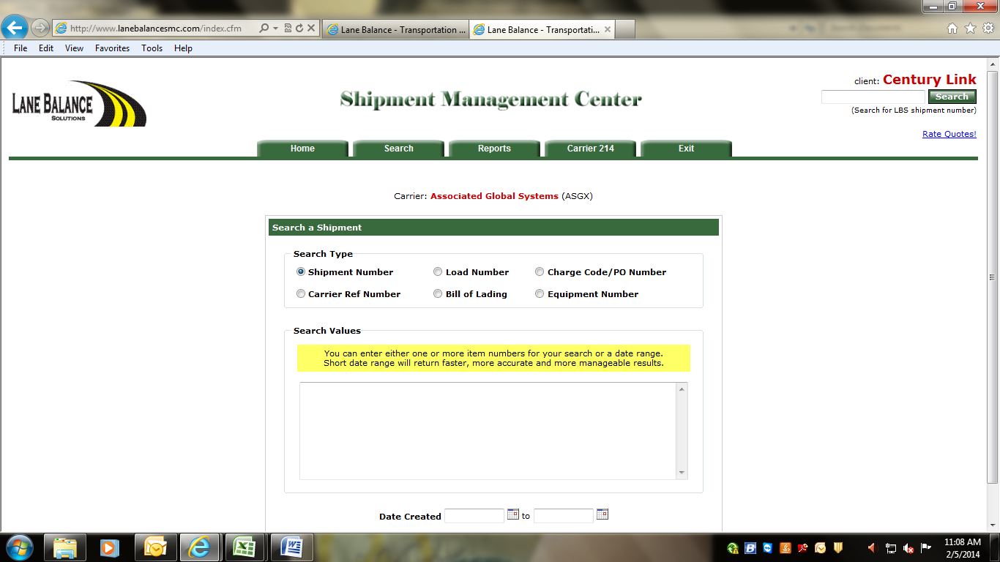 http://www.lanebalancesmc.com/index.cfm
Lane Balance - Transportation ...
Lane Balance - Transportati...
File Edit View Favorites Tools Help
LANE BALANCE
SOLUTIONS
Shipment Management Center
client: Century Link
Search
(Search for LBS shipment number)
Rate Quotes!
Home Search Reports Carrier 214 Exit
Carrier: Associated Global Systems (ASGX)
Search a Shipment
Search Type
Shipment Number Load Number Charge Code/PO Number
Carrier Ref Number Bill of Lading Equipment Number
Search Values
You can enter either one or more item numbers for your search or a date range.
Short date range will return faster, more accurate and more manageable results.
Date Created to
11:08 AM
2/5/2014